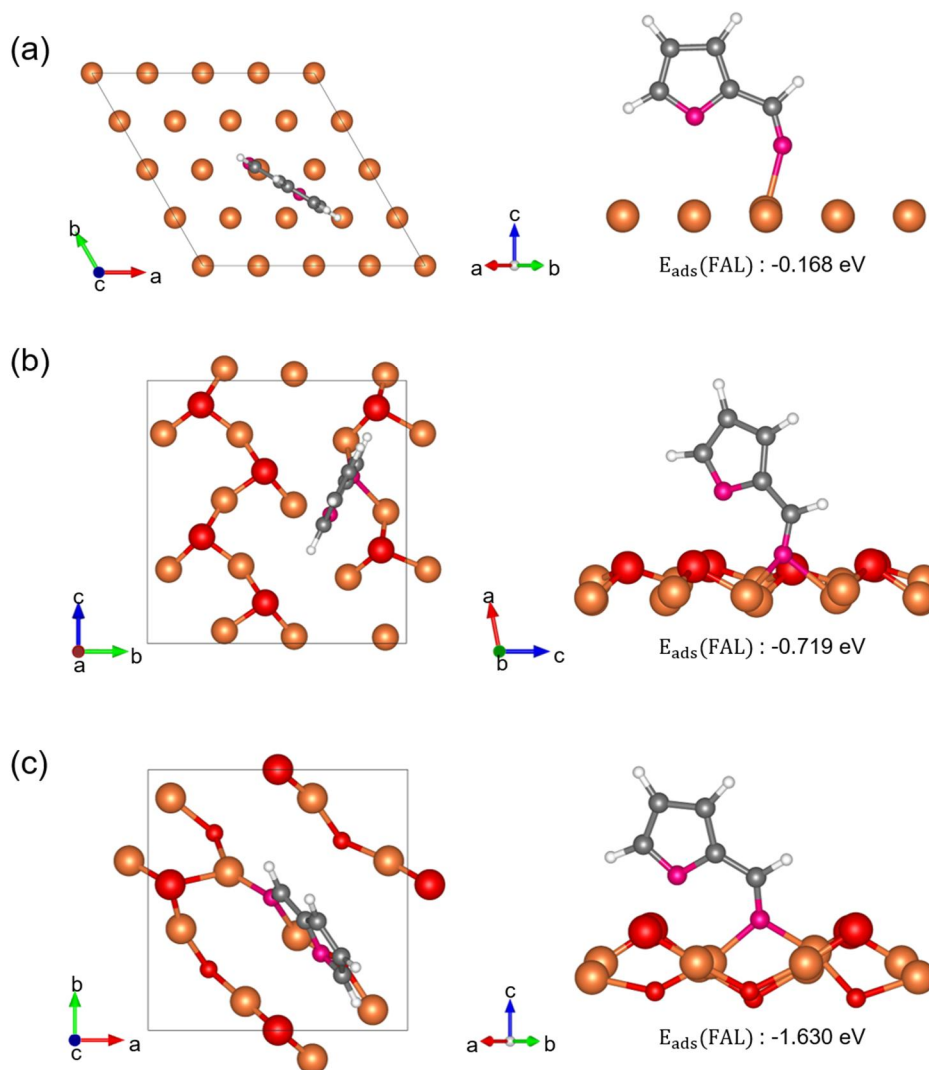 (a)
b
a
c
c
a
b
E_ads(FAL) : -0.168 eV
(b)
c
a
b
a
b
c
E_ads(FAL) : -0.719 eV
(c)
b
c
a
c
a
b
E_ads(FAL) : -1.630 eV